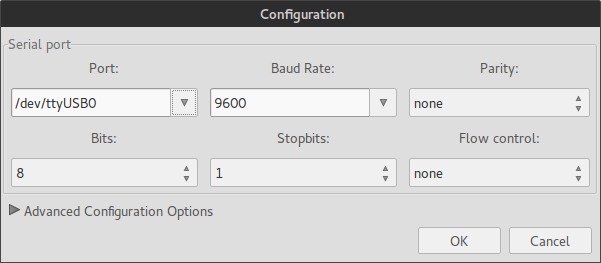 Configuration
Serial port
Port: Baud Rate: Parity:
/dev/ttyUSB0 9600 none
Bits: Stopbits: Flow control:
8 1 none
Advanced Configuration Options
OK Cancel